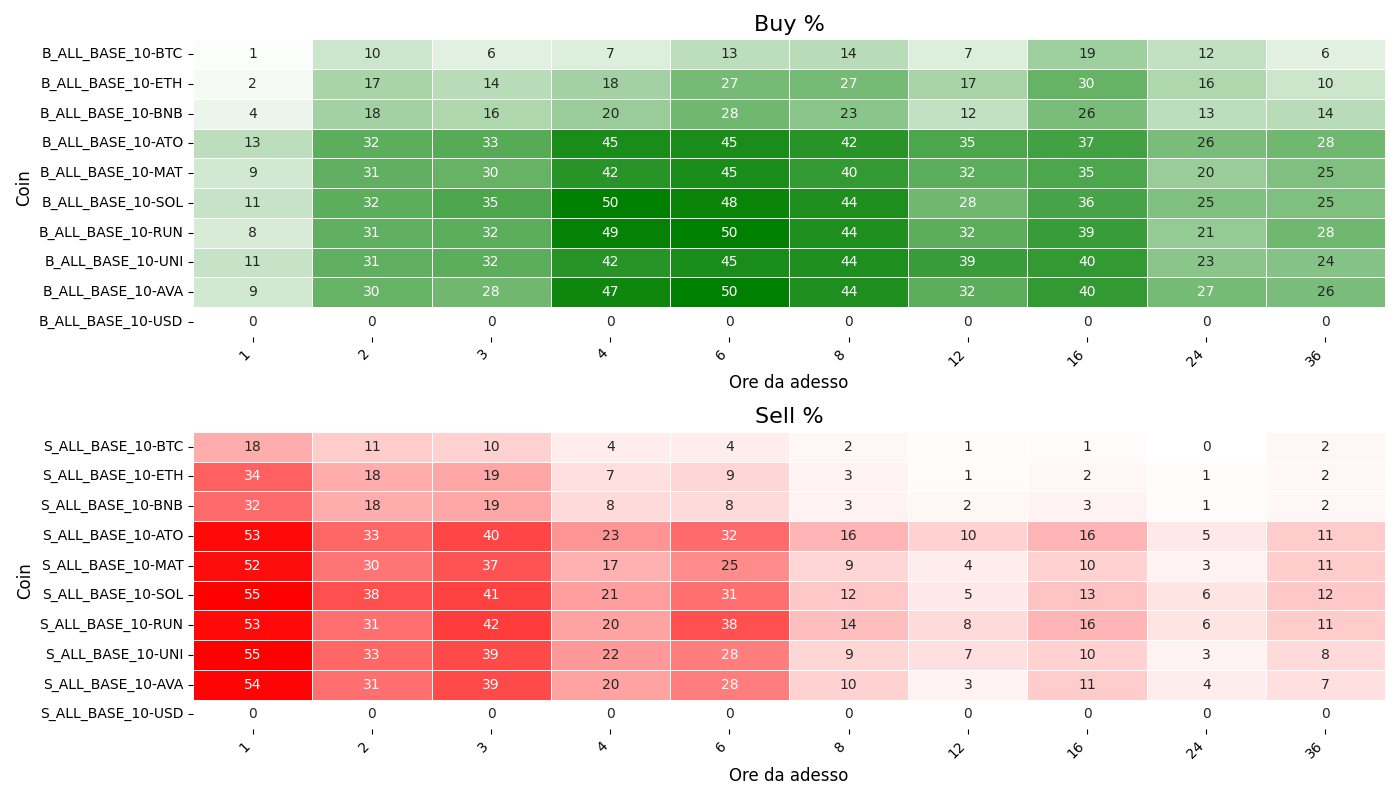 Buy %
Coin
B_ALL_BASE_10-BTC 1 10 6 7 13 14 7 19 12 6
B_ALL_BASE_10-ETH 2 17 14 18 27 27 17 30 16 10
B_ALL_BASE_10-BNB 4 18 16 20 28 23 12 26 13 14
B_ALL_BASE_10-ATO 13 32 33 45 45 42 35 37 26 28
B_ALL_BASE_10-MAT 9 31 30 42 45 40 32 35 20 25
B_ALL_BASE_10-SOL 11 32 35 50 48 44 28 36 25 25
B_ALL_BASE_10-RUN 8 31 32 49 50 44 32 39 21 28
B_ALL_BASE_10-UNI 11 31 32 42 45 44 39 40 23 24
B_ALL_BASE_10-AVA 9 30 28 47 50 44 32 40 27 26
B_ALL_BASE_10-USD 0 0 0 0 0 0 0 0 0 0
1 2 3 4 6 8 12 16 24 36
Ore da adesso
Sell %
Coin
S_ALL_BASE_10-BTC 18 11 10 4 4 2 1 1 0 2
S_ALL_BASE_10-ETH 34 18 19 7 9 3 1 2 1 2
S_ALL_BASE_10-BNB 32 18 19 8 8 3 2 3 1 2
S_ALL_BASE_10-ATO 53 33 40 23 32 16 10 16 5 11
S_ALL_BASE_10-MAT 52 30 37 17 25 9 4 10 3 11
S_ALL_BASE_10-SOL 55 38 41 21 31 12 5 13 6 12
S_ALL_BASE_10-RUN 53 31 42 20 38 14 8 16 6 11
S_ALL_BASE_10-UNI 55 33 39 22 28 9 7 10 3 8
S_ALL_BASE_10-AVA 54 31 39 20 28 10 3 11 4 7
S_ALL_BASE_10-USD 0 0 0 0 0 0 0 0 0 0
1 2 3 4 6 8 12 16 24 36
Ore da adesso